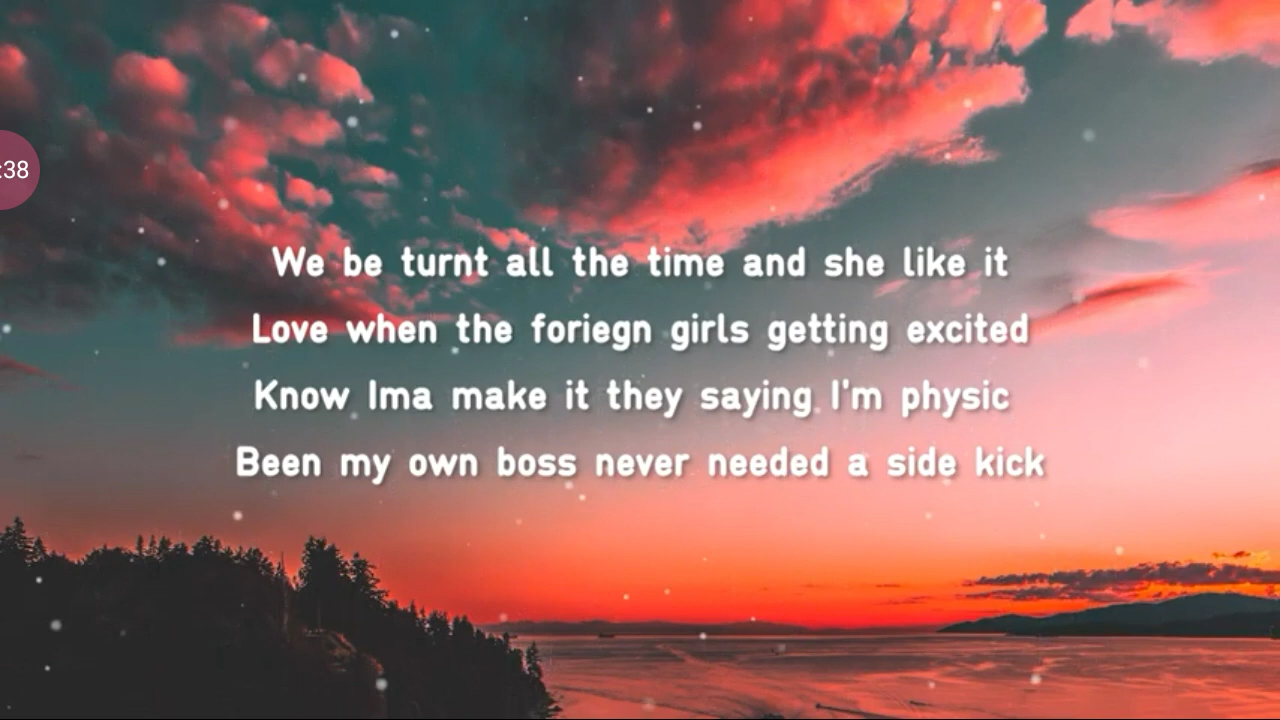 :38
We be turnt all the time and she like it
Love when the foriegn girls getting excited
Know Ima make it they saying I'm physic
Been my own boss never needed a side kick